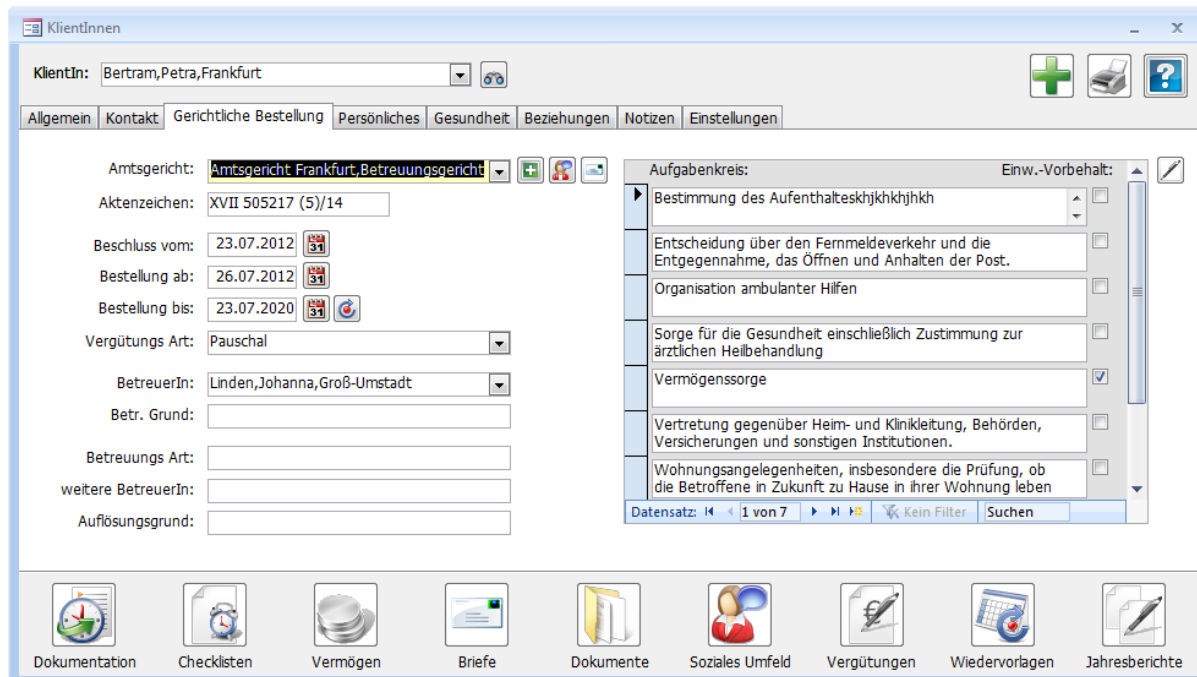 KlientInnen
KlientIn: Bertram,Petra,Frankfurt
Allgemein Kontakt Gerichtliche Bestellung Persönliches Gesundheit Beziehungen Notizen Einstellungen
Amtsgericht: Amtsgericht Frankfurt,Betreuungsgericht
Aktenzeichen: XVII 505217 (5)/14
Beschluss vom: 23.07.2012 31
Bestellung ab: 26.07.2012 31
Bestellung bis: 23.07.2020 31
Vergütungs Art: Pauschal
BetreuerIn: Linden,Johanna,Groß-Umstadt
Betr. Grund:
Betreuungs Art:
weitere BetreuerIn:
Auflösungsgrund:
Aufgabenkreis: Einw.-Vorbehalt:
Bestimmung des Aufenthalteskhjkhkhjhkh
Entscheidung über den Fernmeldeverkehr und die
Entgegennahme, das Öffnen und Anhalten der Post.
Organisation ambulanter Hilfen
Sorge für die Gesundheit einschließlich Zustimmung zur
ärztlichen Heilbehandlung
Vermögenssorge
Vertretung gegenüber Heim- und Klinikleitung, Behörden,
Versicherungen und sonstigen Institutionen.
Wohnungsangelegenheiten, insbesondere die Prüfung, ob
die Betroffene in Zukunft zu Hause in ihrer Wohnung leben
Datensatz: 1 von 7 Kein Filter Suchen
Dokumentation Checklisten Vermögen Briefe Dokumente Soziales Umfeld Vergütungen Wiedervorlagen Jahresberichte